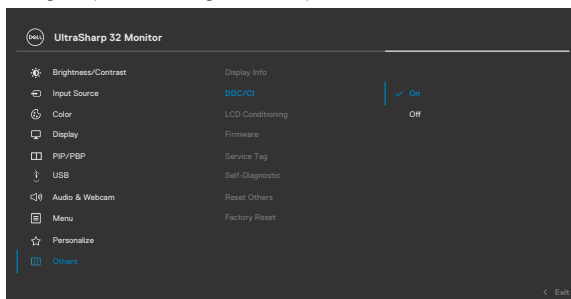 DELL UltraSharp 32 Monitor
Brightness/Contrast Display Info
Input Source DDC/CI On
Color LCD Conditioning Off
Display Firmware
PIP/PBP Service Tag
USB Self-Diagnostic
Audio & Webcam Reset Others
Menu Factory Reset
Personalize
Others
< Exit